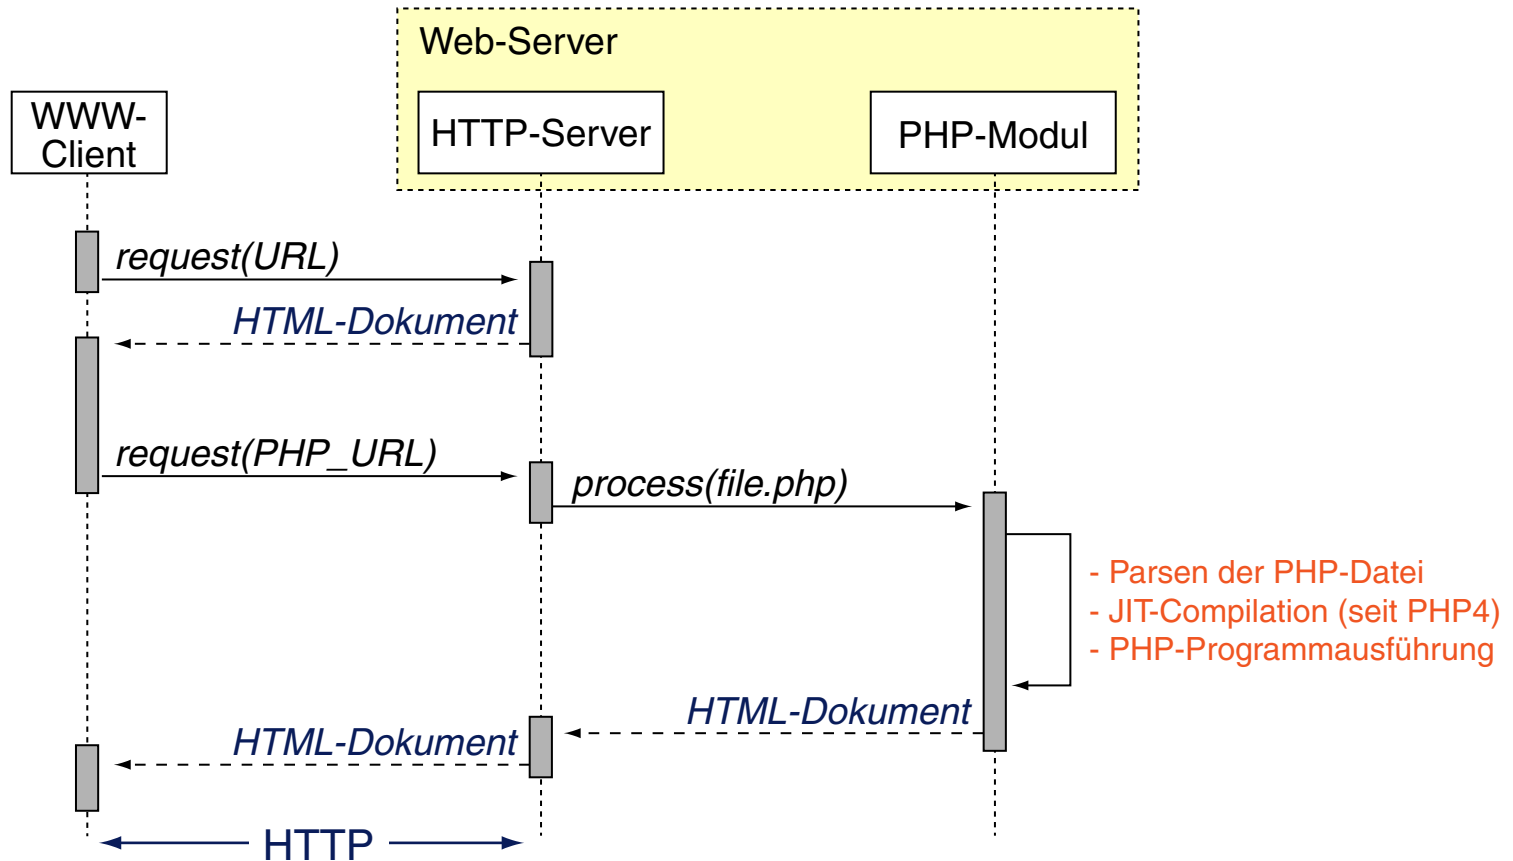 Web-Server
WWW-
Client
HTTP-Server
PHP-Modul
request(URL)
HTML-Dokument
request(PHP_URL)
process(file.php)
- Parsen der PHP-Datei
- JIT-Compilation (seit PHP4)
- PHP-Programmausführung
HTML-Dokument
HTML-Dokument
HTTP